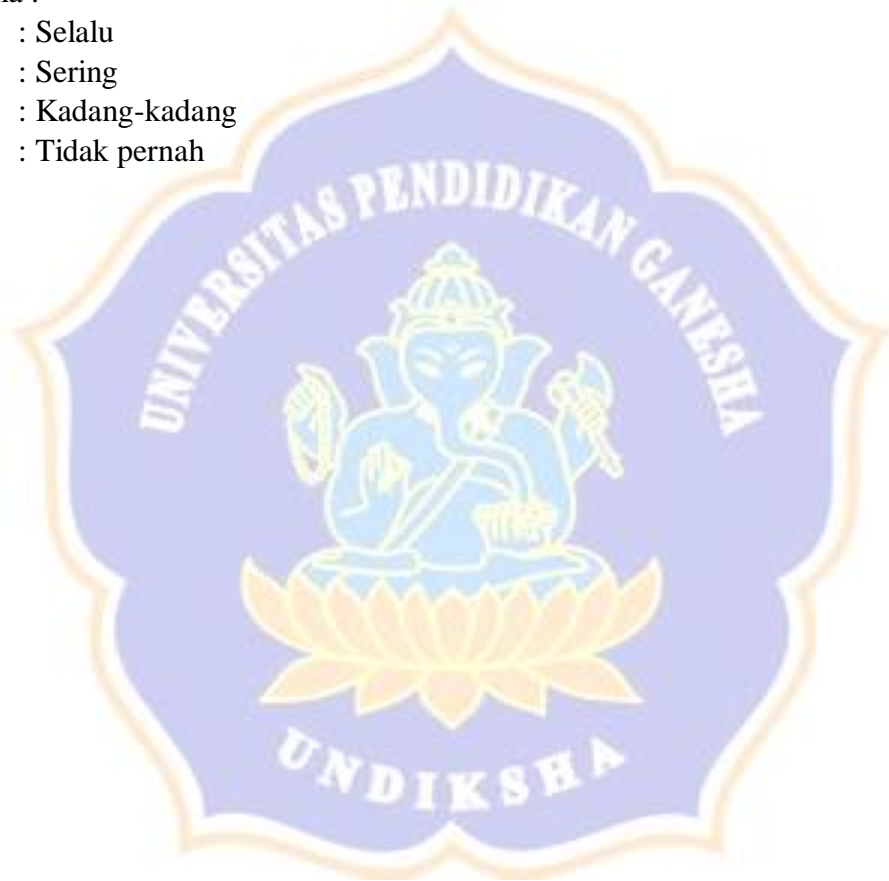 : Selalu
: Sering
: Kadang-kadang
: Tidak pernah
UNIVERSITAS PENDIDIKAN GANESHA
UNDIKSHA